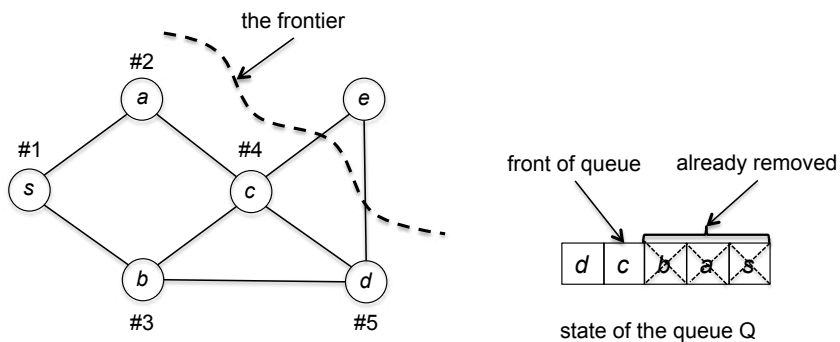 the frontier
#2
a
e
#1
#4
front of queue
already removed
s
c
d c b a s
b
d
#3
#5
state of the queue Q